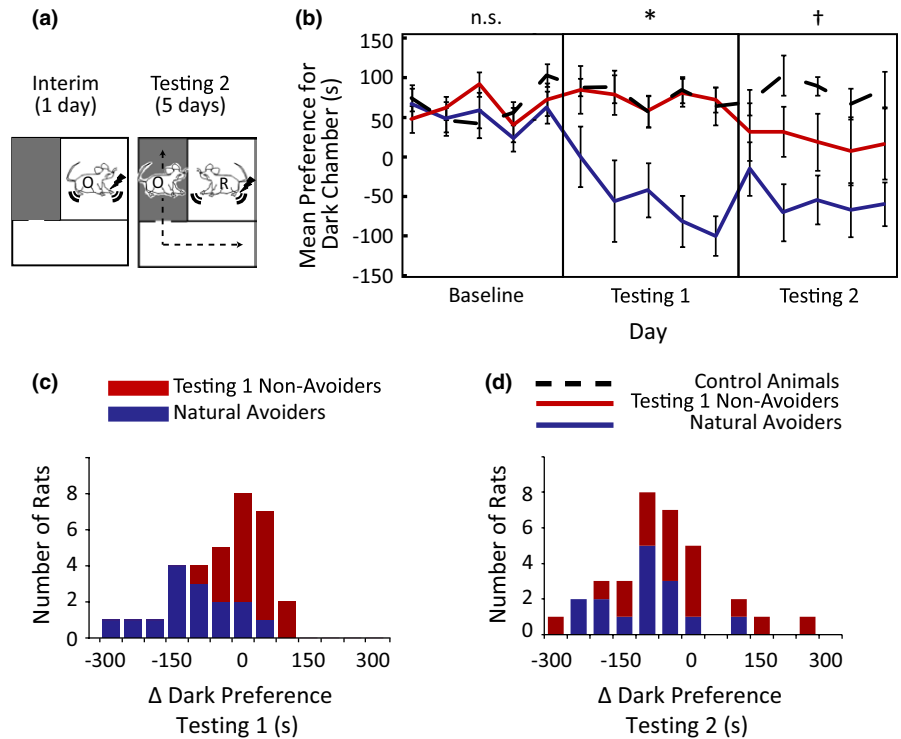 (a)
Interim
(1 day)
Testing 2
(5 days)
O
O
R
(b)
n.s.
*
†
Mean Preference for
Dark Chamber (s)
150
100
50
0
-50
-100
-150
Baseline
Testing 1
Testing 2
Day
(c)
Testing 1 Non-Avoiders
Natural Avoiders
Number of Rats
8
6
4
2
0
-300
-150
0
150
300
Δ Dark Preference
Testing 1 (s)
(d)
Control Animals
Testing 1 Non-Avoiders
Natural Avoiders
Number of Rats
8
6
4
2
0
-300
-150
0
150
300
Δ Dark Preference
Testing 2 (s)